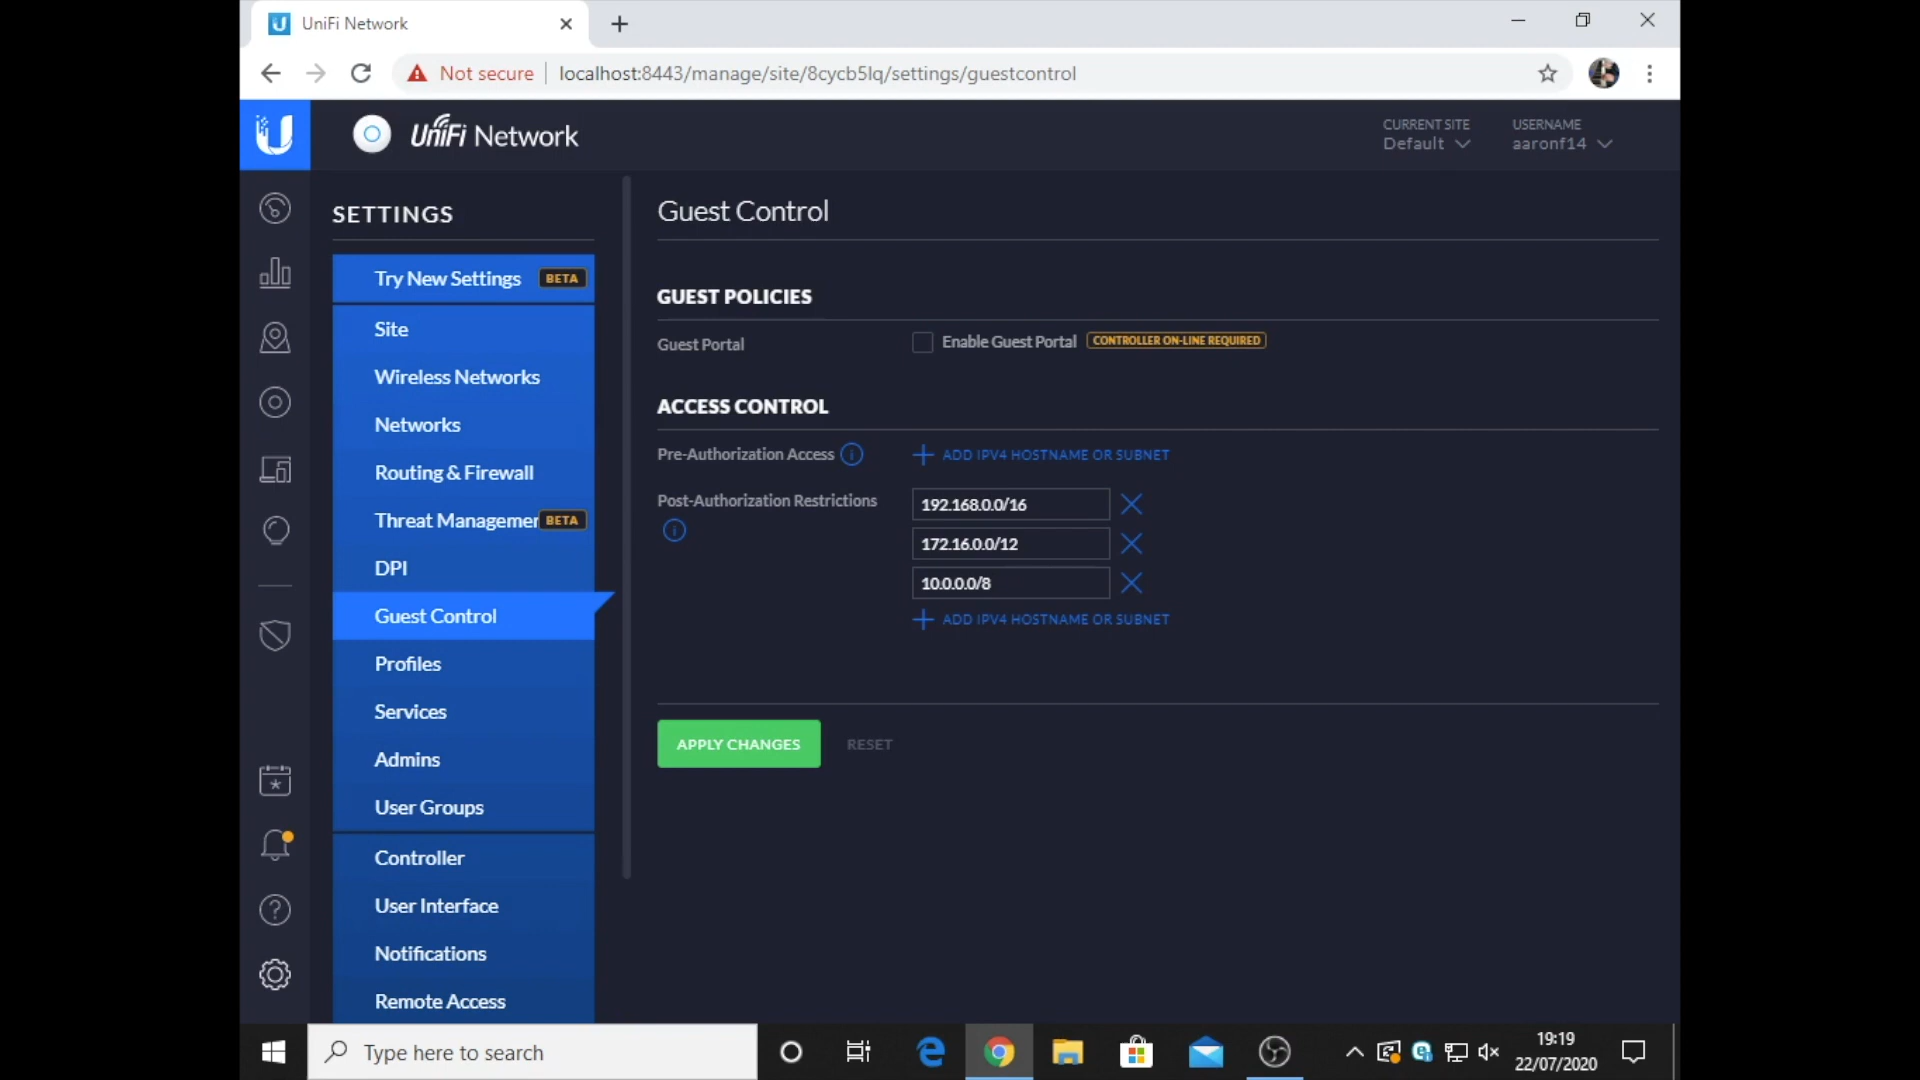 UniFi Network
Not secure
localhost:8443/manage/site/8cycb5lq/settings/guestcontrol
UniFi Network
CURRENT SITE
Default
USERNAME
aaronf14
SETTINGS
Try New Settings BETA
Site
Wireless Networks
Networks
Routing & Firewall
Threat Managemen BETA
DPI
Guest Control
Profiles
Services
Admins
User Groups
Controller
User Interface
Notifications
Remote Access
Guest Control
GUEST POLICIES
Guest Portal
Enable Guest Portal CONTROLLER ON-LINE REQUIRED
ACCESS CONTROL
Pre-Authorization Access
ADD IPV4 HOSTNAME OR SUBNET
Post-Authorization Restrictions
192.168.0.0/16
172.16.0.0/12
10.0.0.0/8
ADD IPV4 HOSTNAME OR SUBNET
APPLY CHANGES RESET
Type here to search
19:19
22/07/2020